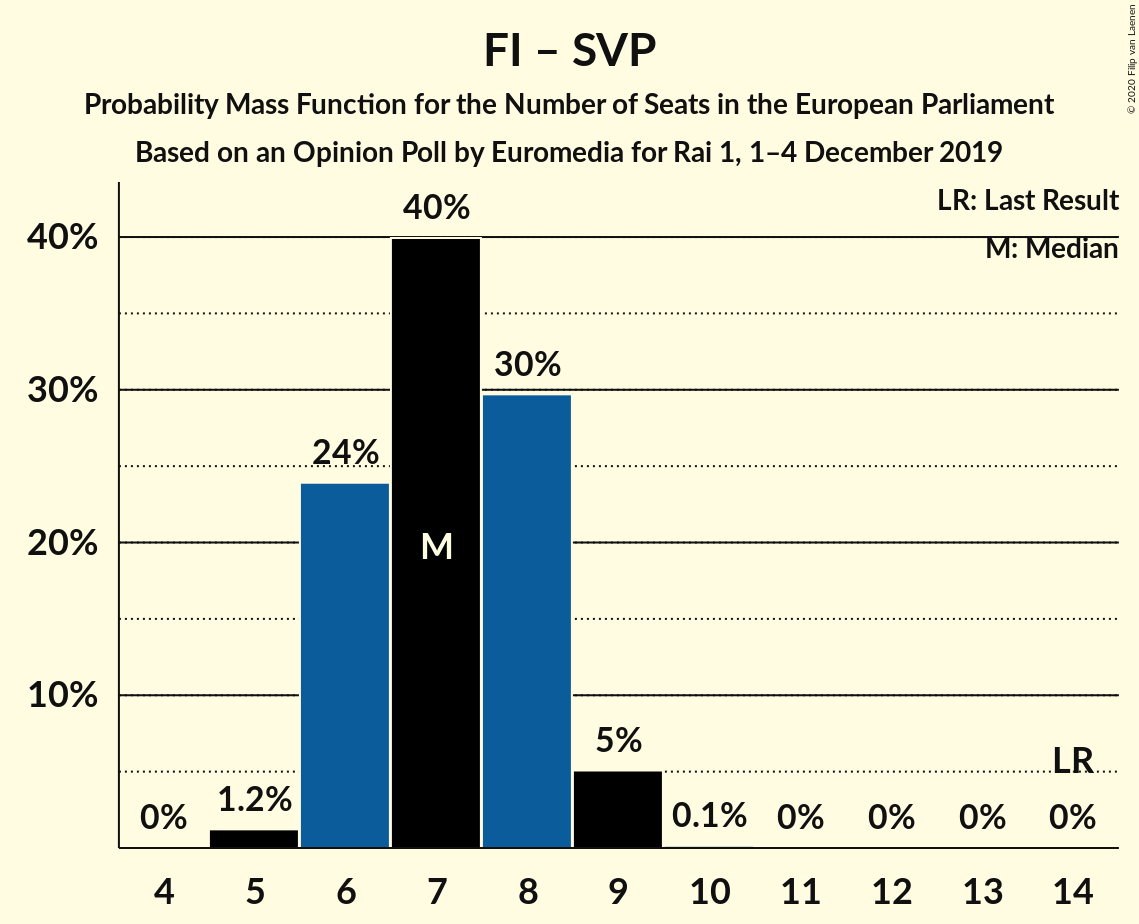 FI – SVP
Probability Mass Function for the Number of Seats in the European Parliament
Based on an Opinion Poll by Euromedia for Rai 1, 1–4 December 2019
© 2020 Filip van Laenen
LR: Last Result
M: Median
40%
30%
20%
10%
0%
1.2%
24%
40%
M
30%
5%
0.1%
0%
0%
0%
LR
0%
4 5 6 7 8 9 10 11 12 13 14